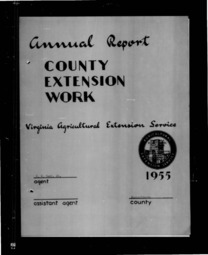 Annual Report
COUNTY
EXTENSION
WORK
Virginia Agricultural Extension Service
1955
agent
assistant agent
county